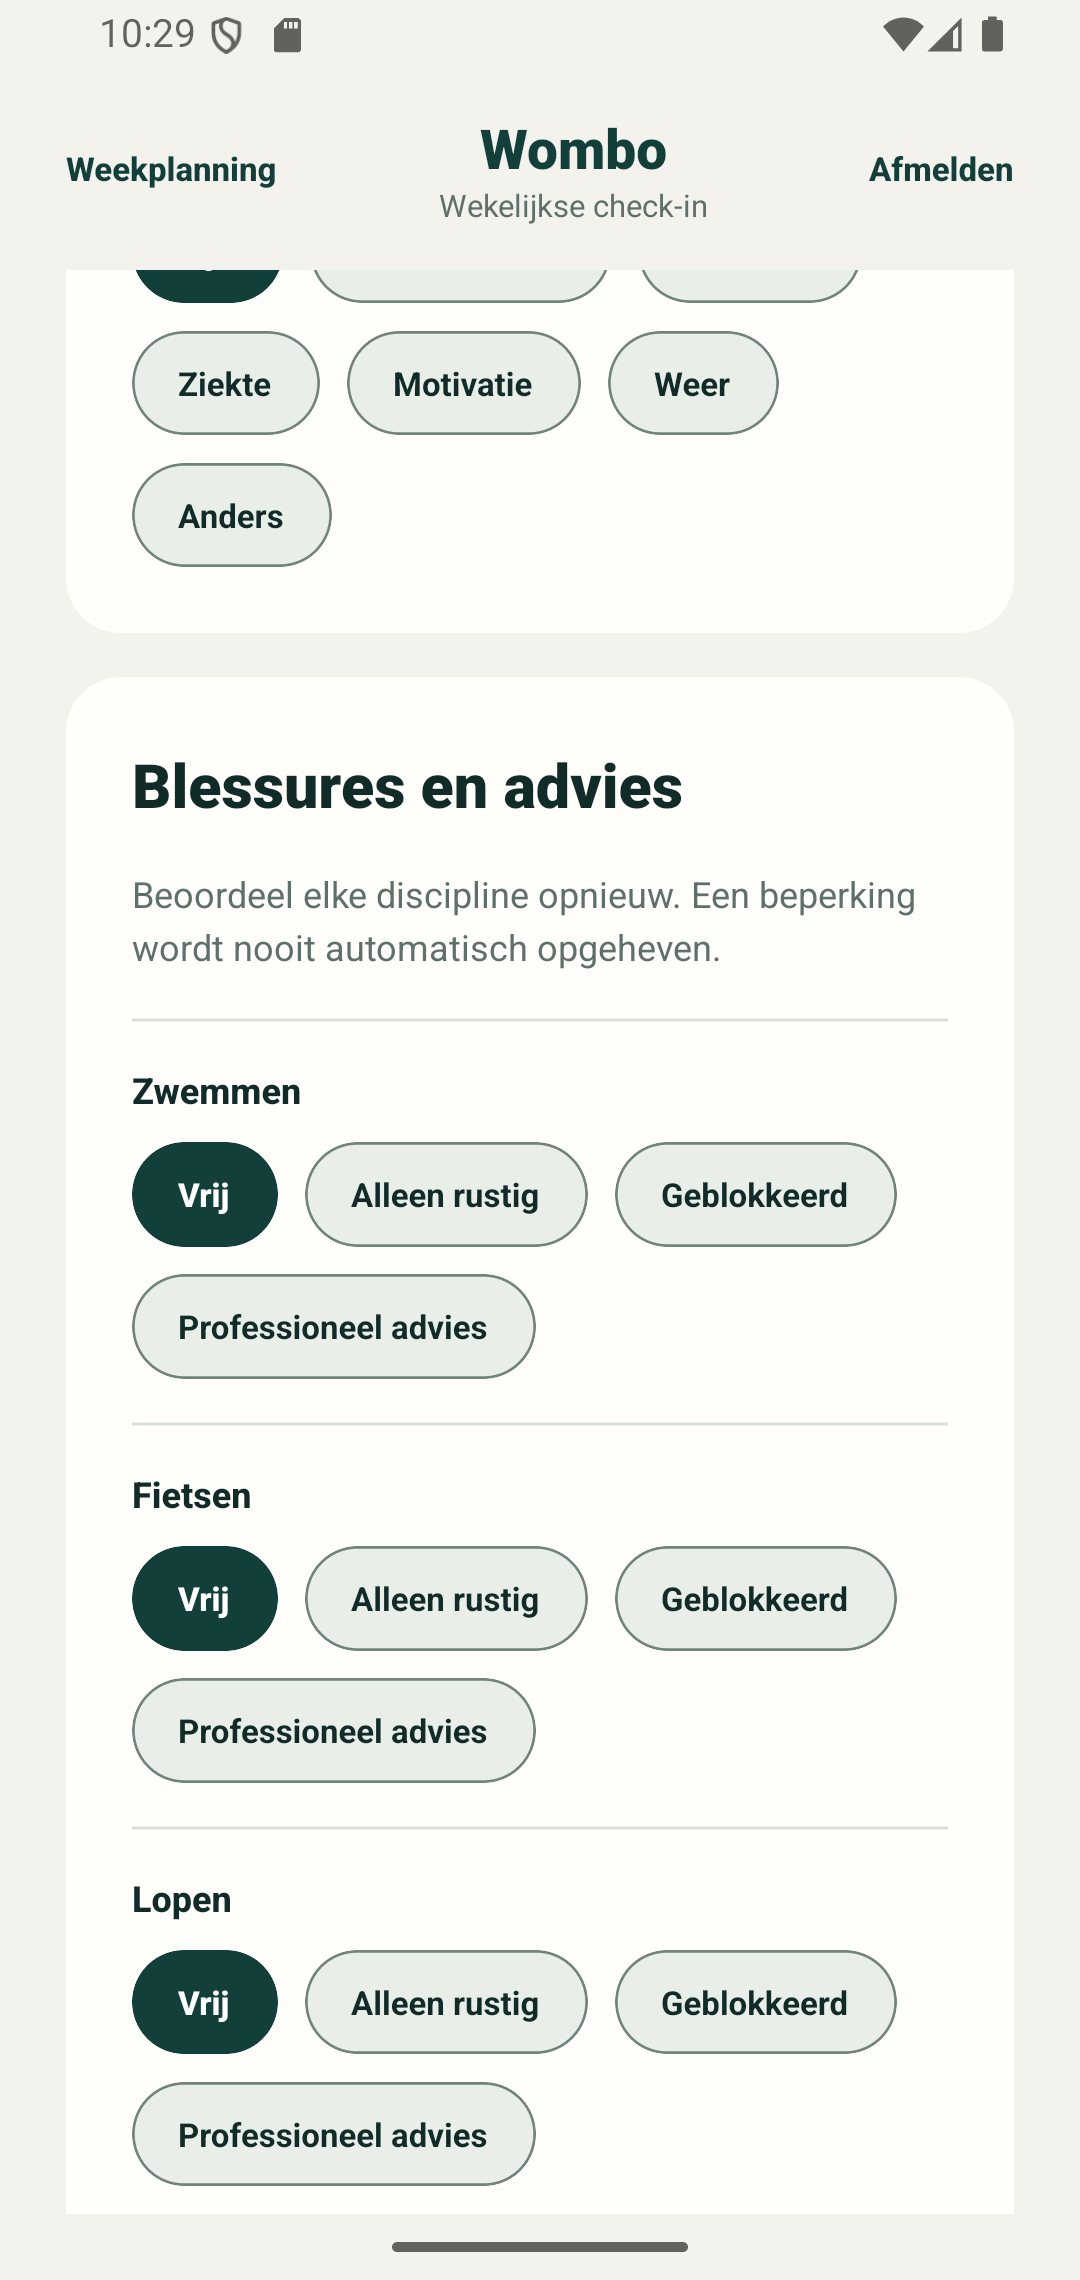 10:29
Weekplanning
Wombo
Afmelden
Wekelijkse check-in
Ziekte
Motivatie
Weer
Anders
Blessures en advies
Beoordeel elke discipline opnieuw. Een beperking
wordt nooit automatisch opgeheven.
Zwemmen
Vrij
Alleen rustig
Geblokkeerd
Professioneel advies
Fietsen
Vrij
Alleen rustig
Geblokkeerd
Professioneel advies
Lopen
Vrij
Alleen rustig
Geblokkeerd
Professioneel advies